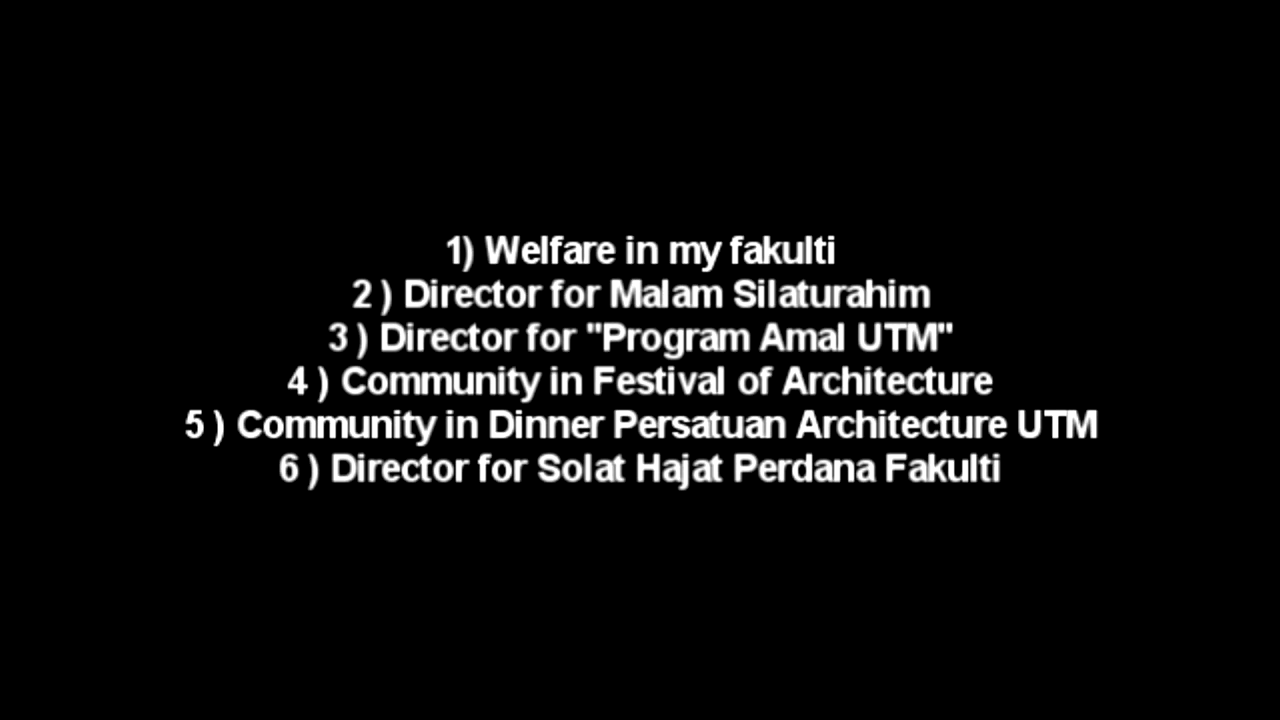 1) Welfare in my fakulti
2 ) Director for Malam Silaturahim
3 ) Director for "Program Amal UTM"
4 ) Community in Festival of Architecture
5 ) Community in Dinner Persatuan Architecture UTM
6 ) Director for Solat Hajat Perdana Fakulti